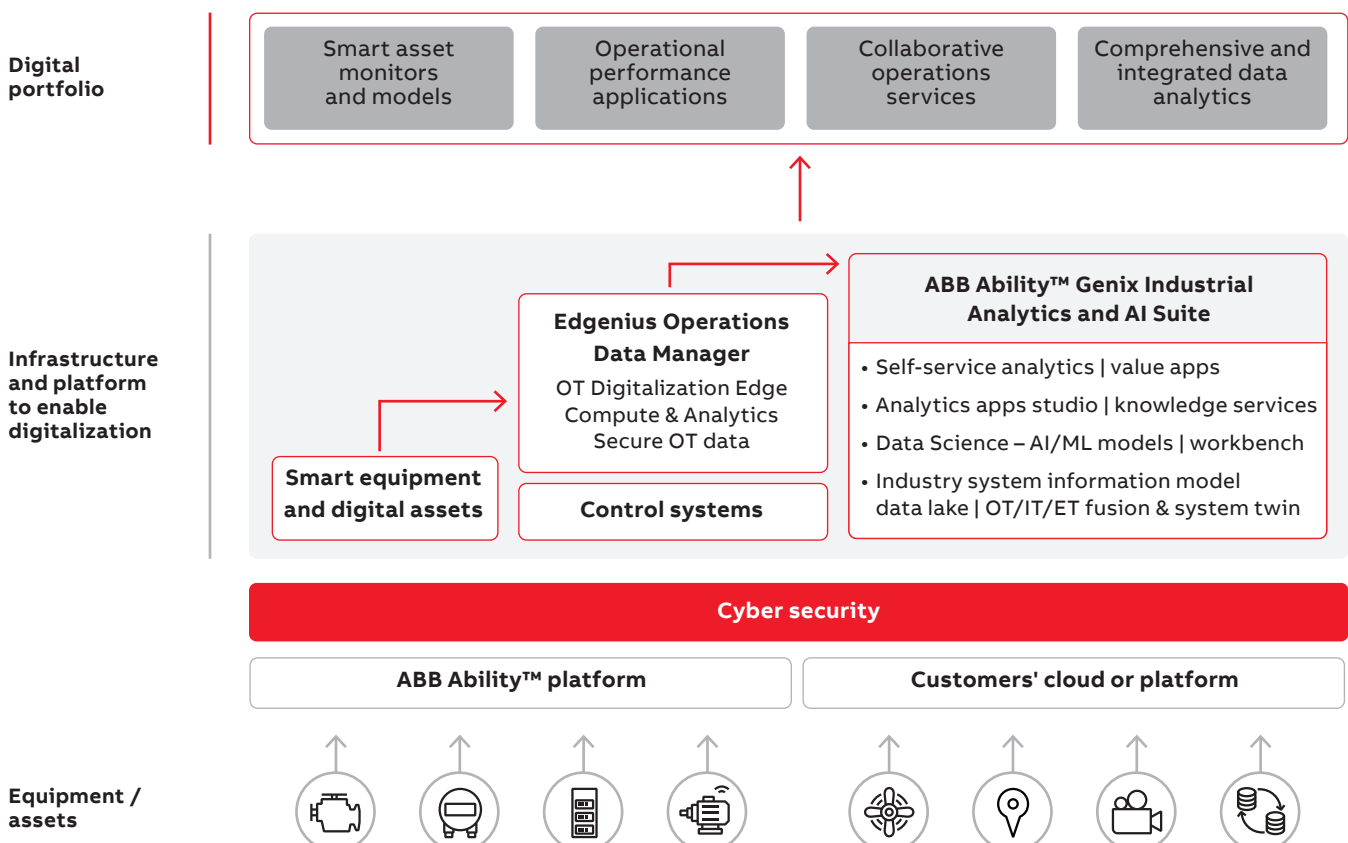 Digital
portfolio
Smart asset
monitors
and models
Operational
performance
applications
Collaborative
operations
services
Comprehensive and
integrated data
analytics
Infrastructure
and platform
to enable
digitalization
Smart equipment
and digital assets
Edgenius Operations
Data Manager
OT Digitalization Edge
Compute & Analytics
Secure OT data
Control systems
ABB Ability™ Genix Industrial
Analytics and AI Suite
• Self-service analytics | value apps
• Analytics apps studio | knowledge services
• Data Science – AI/ML models | workbench
• Industry system information model
data lake | OT/IT/ET fusion & system twin
Cyber security
ABB Ability™ platform
Customers' cloud or platform
Equipment /
assets